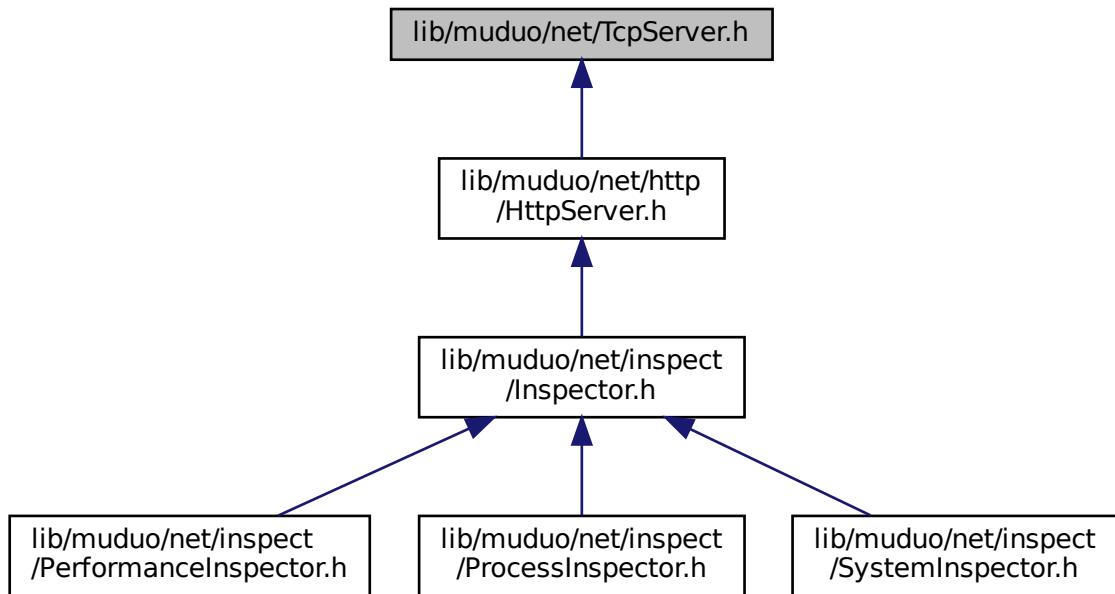 lib/muduo/net/TcpServer.h
lib/muduo/net/http
/HttpServer.h
lib/muduo/net/inspect
/Inspector.h
lib/muduo/net/inspect
/PerformanceInspector.h
lib/muduo/net/inspect
/ProcessInspector.h
lib/muduo/net/inspect
/SystemInspector.h